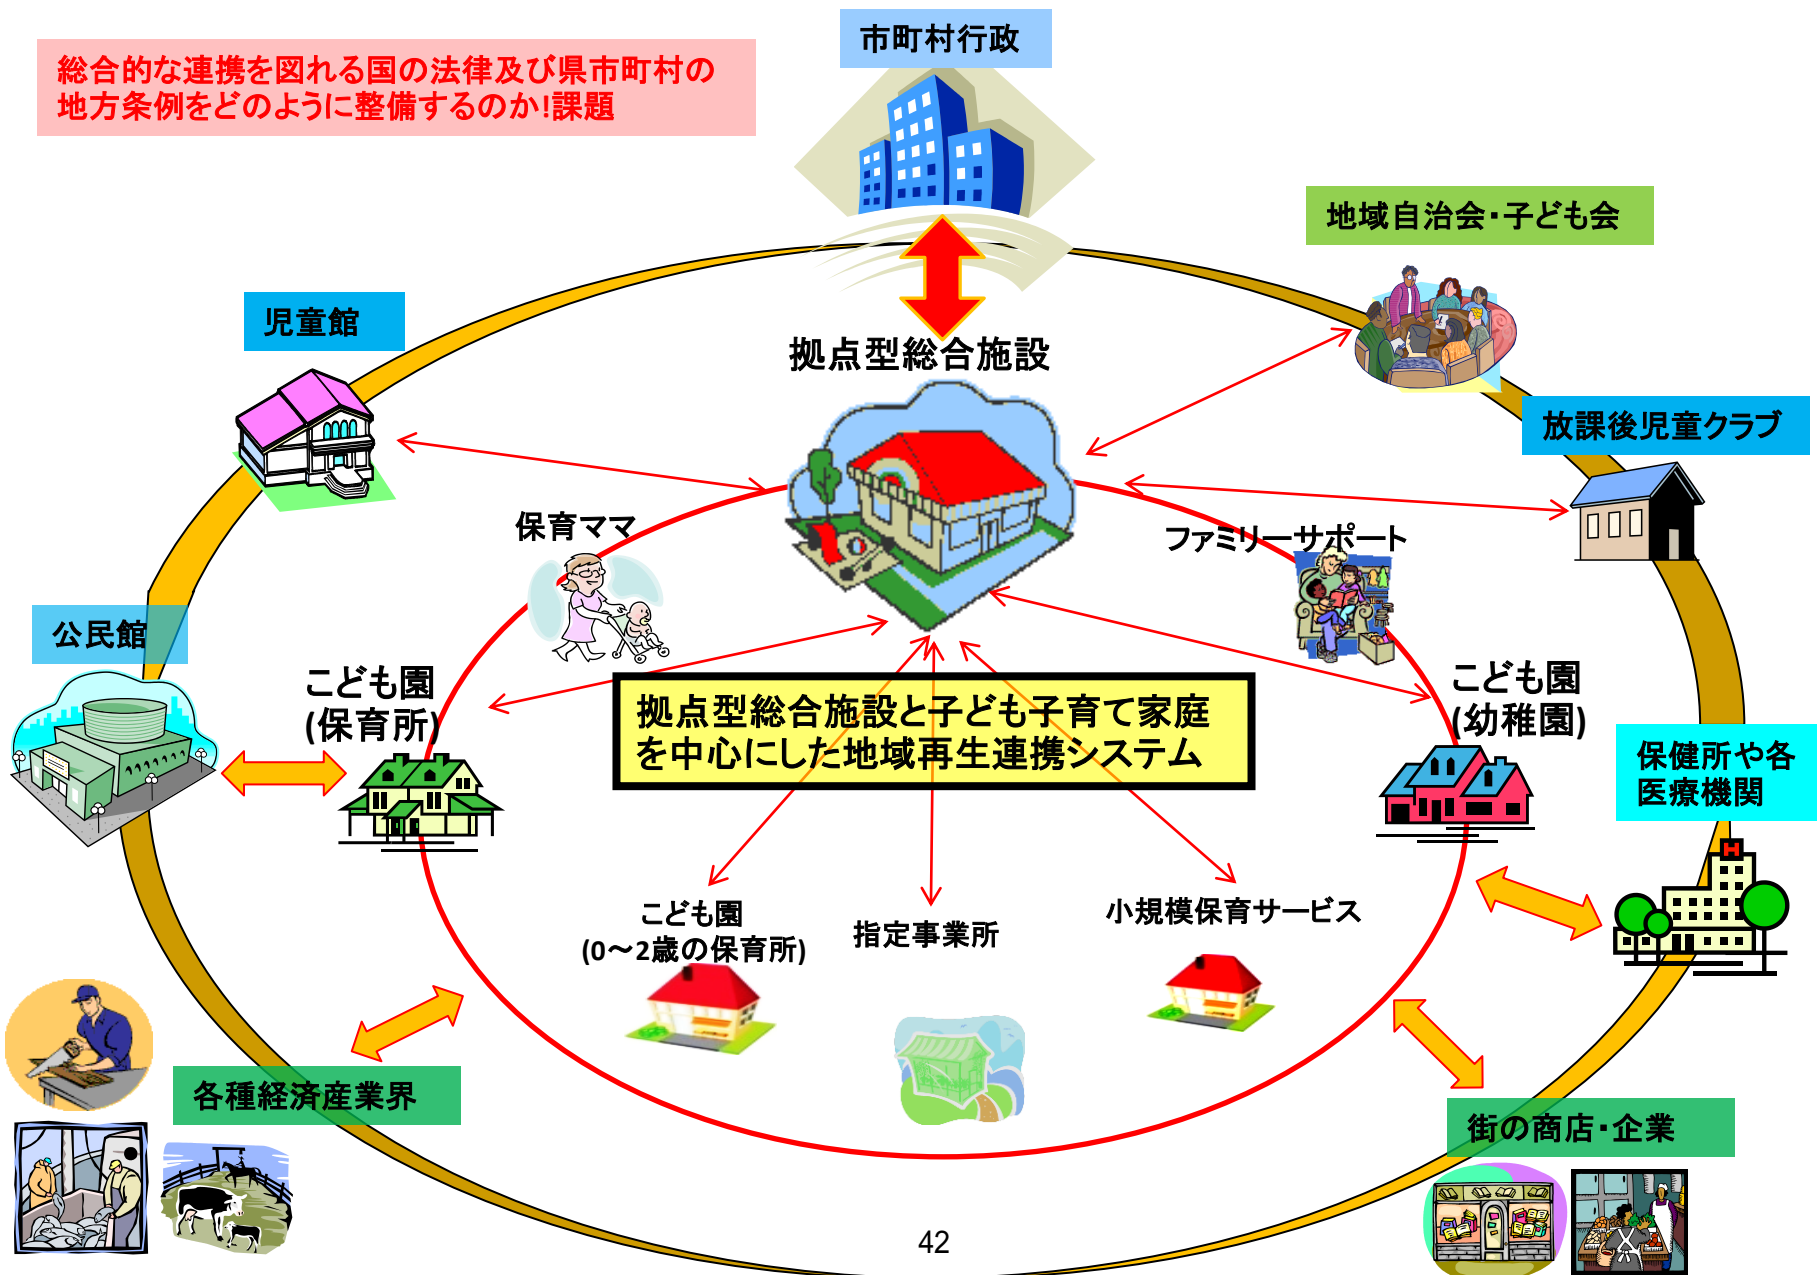 市町村行政
総合的な連携を図れる国の法律及び県市町村の
地方条例をどのように整備するのか!課題
地域自治会・子ども会
児童館
拠点型総合施設
放課後児童クラブ
保育ママ
ファミリーサポート
公民館
こども園
(保育所)
こども園
(幼稚園)
拠点型総合施設と子ども子育て家庭
を中心にした地域再生連携システム
保健所や各
医療機関
H
こども園
(0～2歳の保育所)
指定事業所
小規模保育サービス
各種経済産業界
街の商店・企業
42